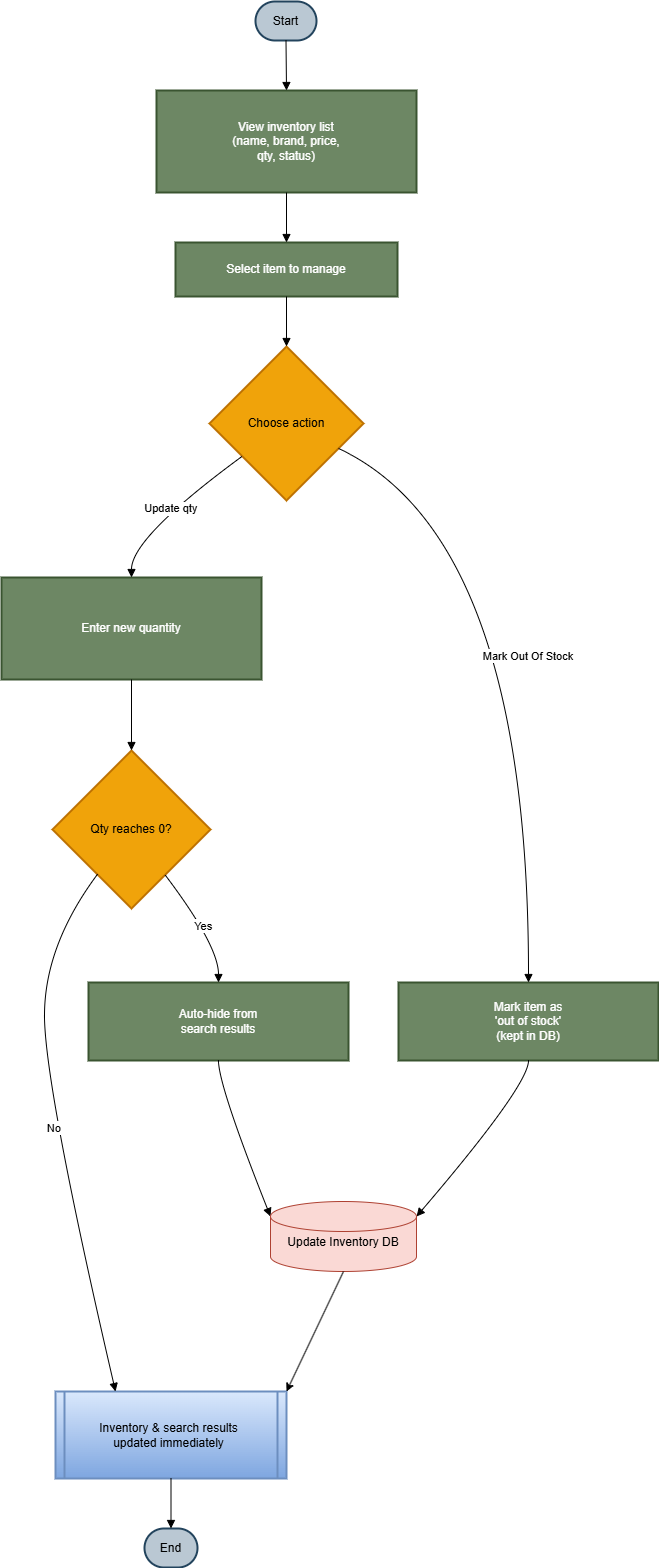 Start
View inventory list
(name, brand, price,
qty, status)
Select item to manage
Choose action
Update qty
Enter new quantity
Mark Out Of Stock
Qty reaches 0?
Yes
Auto-hide from
search results
Mark item as
'out of stock'
(kept in DB)
No
Update Inventory DB
Inventory & search results
updated immediately
End